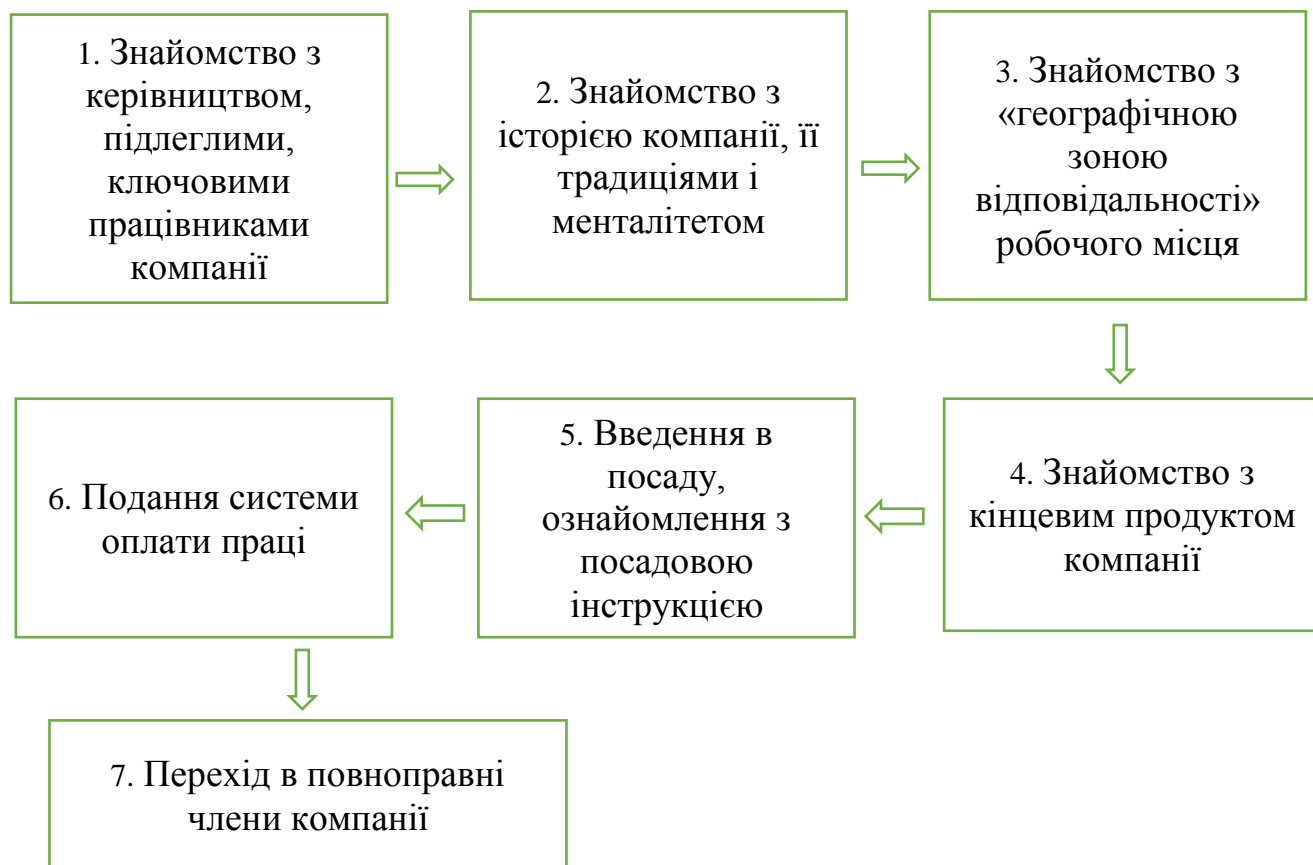 1. Знайомство з
керівництвом,
підлеглими,
ключовими
працівниками
компанії
2. Знайомство з
історією компанії, її
традиціями і
менталітетом
3. Знайомство з
«географічною
зоною
відповідальності»
робочого місця
4. Знайомство з
кінцевим продуктом
компанії
5. Введення в
посаду,
ознайомлення з
посадовою
інструкцією
6. Подання системи
оплати праці
7. Перехід в повноправні
члени компанії